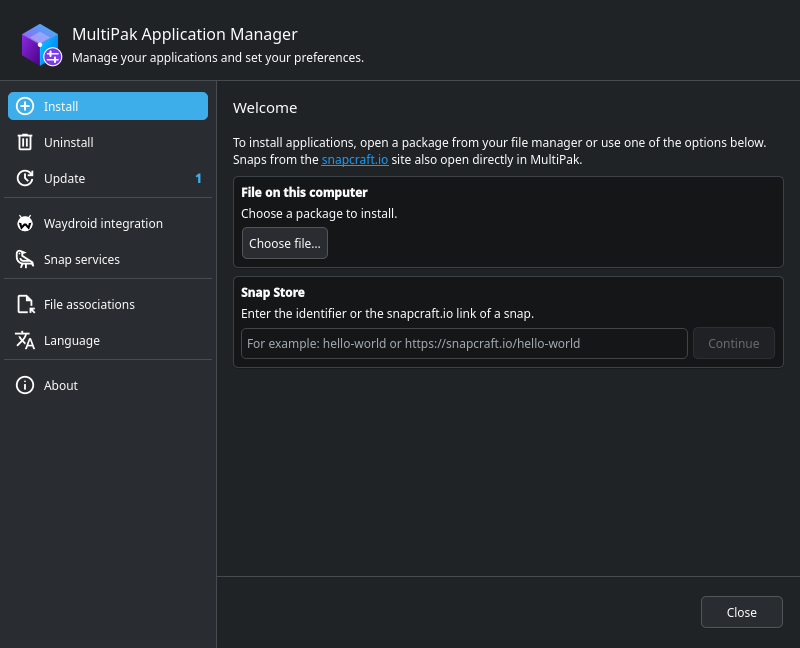 MultiPak Application Manager
Manage your applications and set your preferences.
Install
Uninstall
Update 1
Waydroid integration
Snap services
File associations
Language
About
Welcome
To install applications, open a package from your file manager or use one of the options below.
Snaps from the snapcraft.io site also open directly in MultiPak.
File on this computer
Choose a package to install.
Choose file...
Snap Store
Enter the identifier or the snapcraft.io link of a snap.
For example: hello-world or https://snapcraft.io/hello-world
Continue
Close